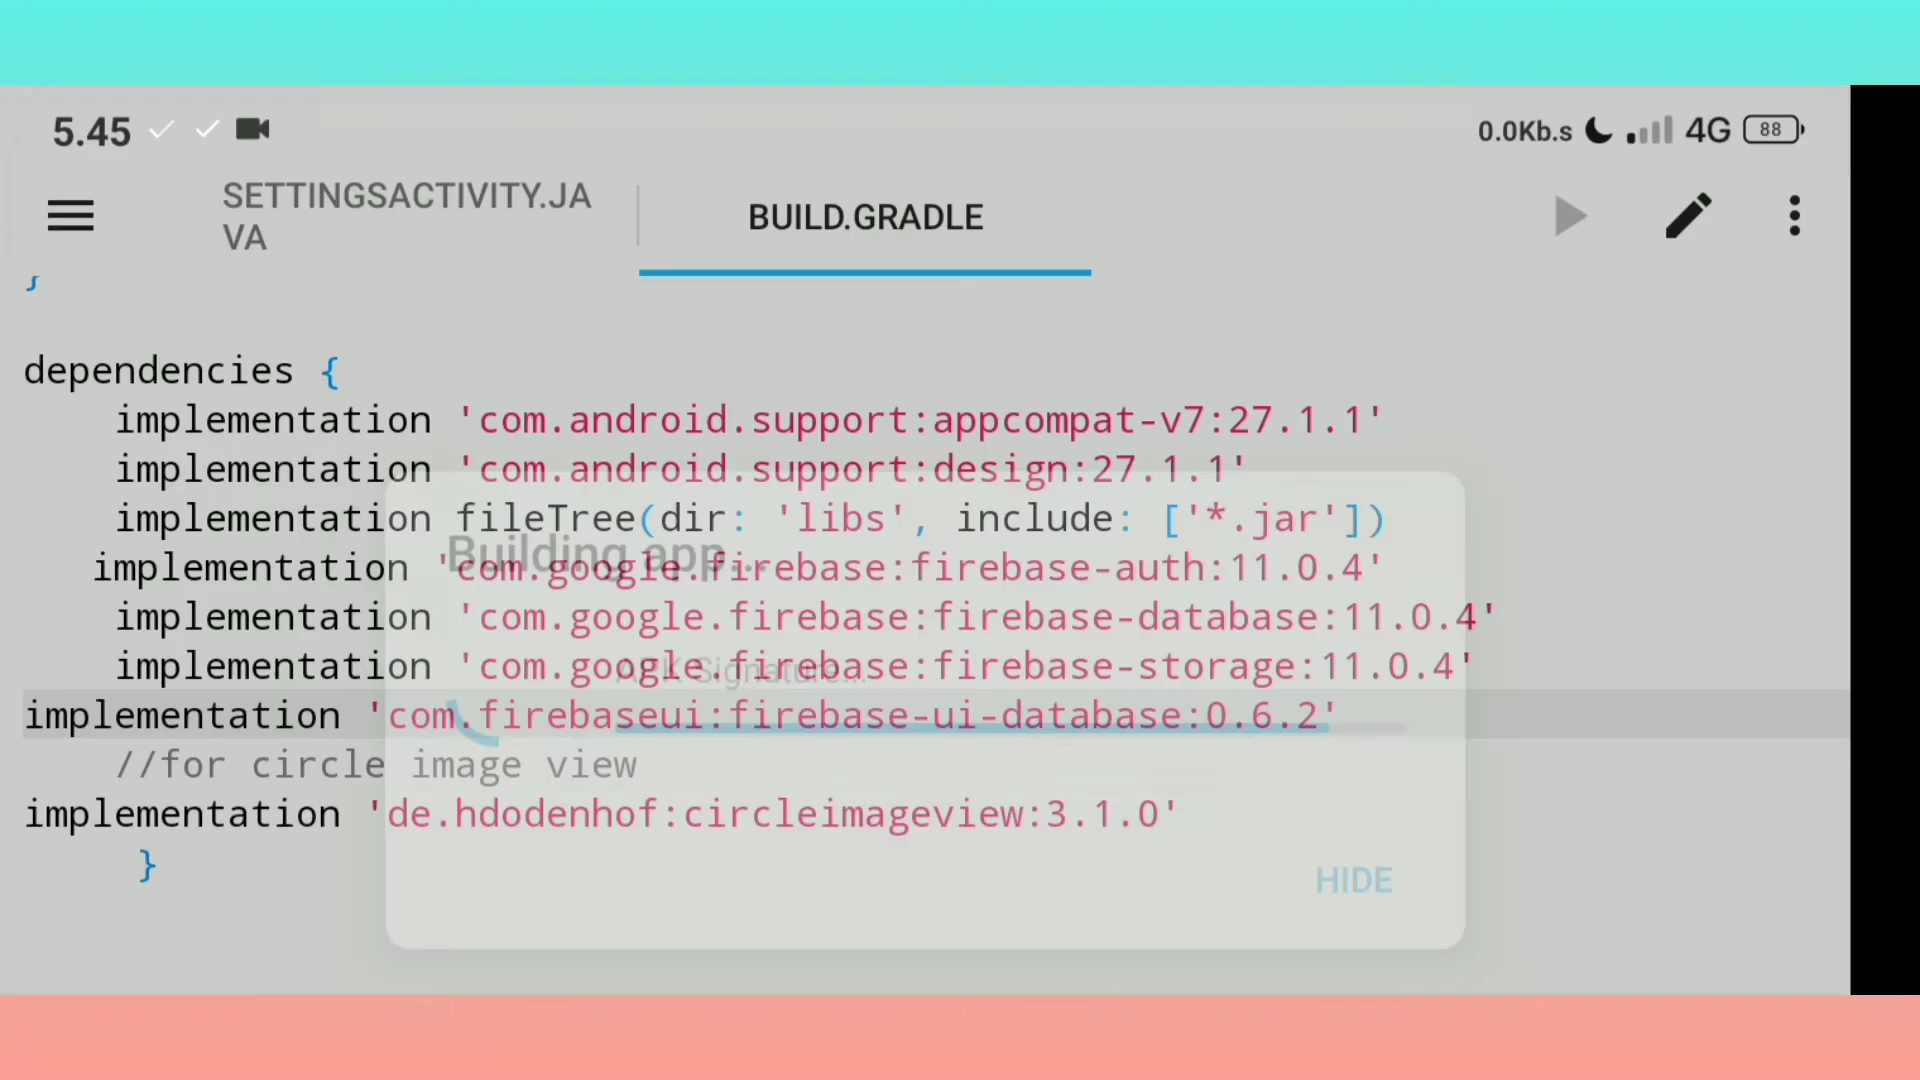 5.45
0.0Kb.s 4G 88
SETTINGSACTIVITY.JA
VA
BUILD.GRADLE
}
dependencies {
implementation 'com.android.support:appcompat-v7:27.1.1'
implementation 'com.android.support:design:27.1.1'
implementation fileTree(dir: 'libs', include: ['*.jar'])
Building app...
implementation 'com.google.firebase:firebase-auth:11.0.4'
implementation 'com.google.firebase:firebase-database:11.0.4'
implementation 'com.google.firebase:firebase-storage:11.0.4'
APK Signature...
implementation 'com.firebaseui:firebase-ui-database:0.6.2'
//for circle image view
implementation 'de.hdodenhof:circleimageview:3.1.0'
}
HIDE